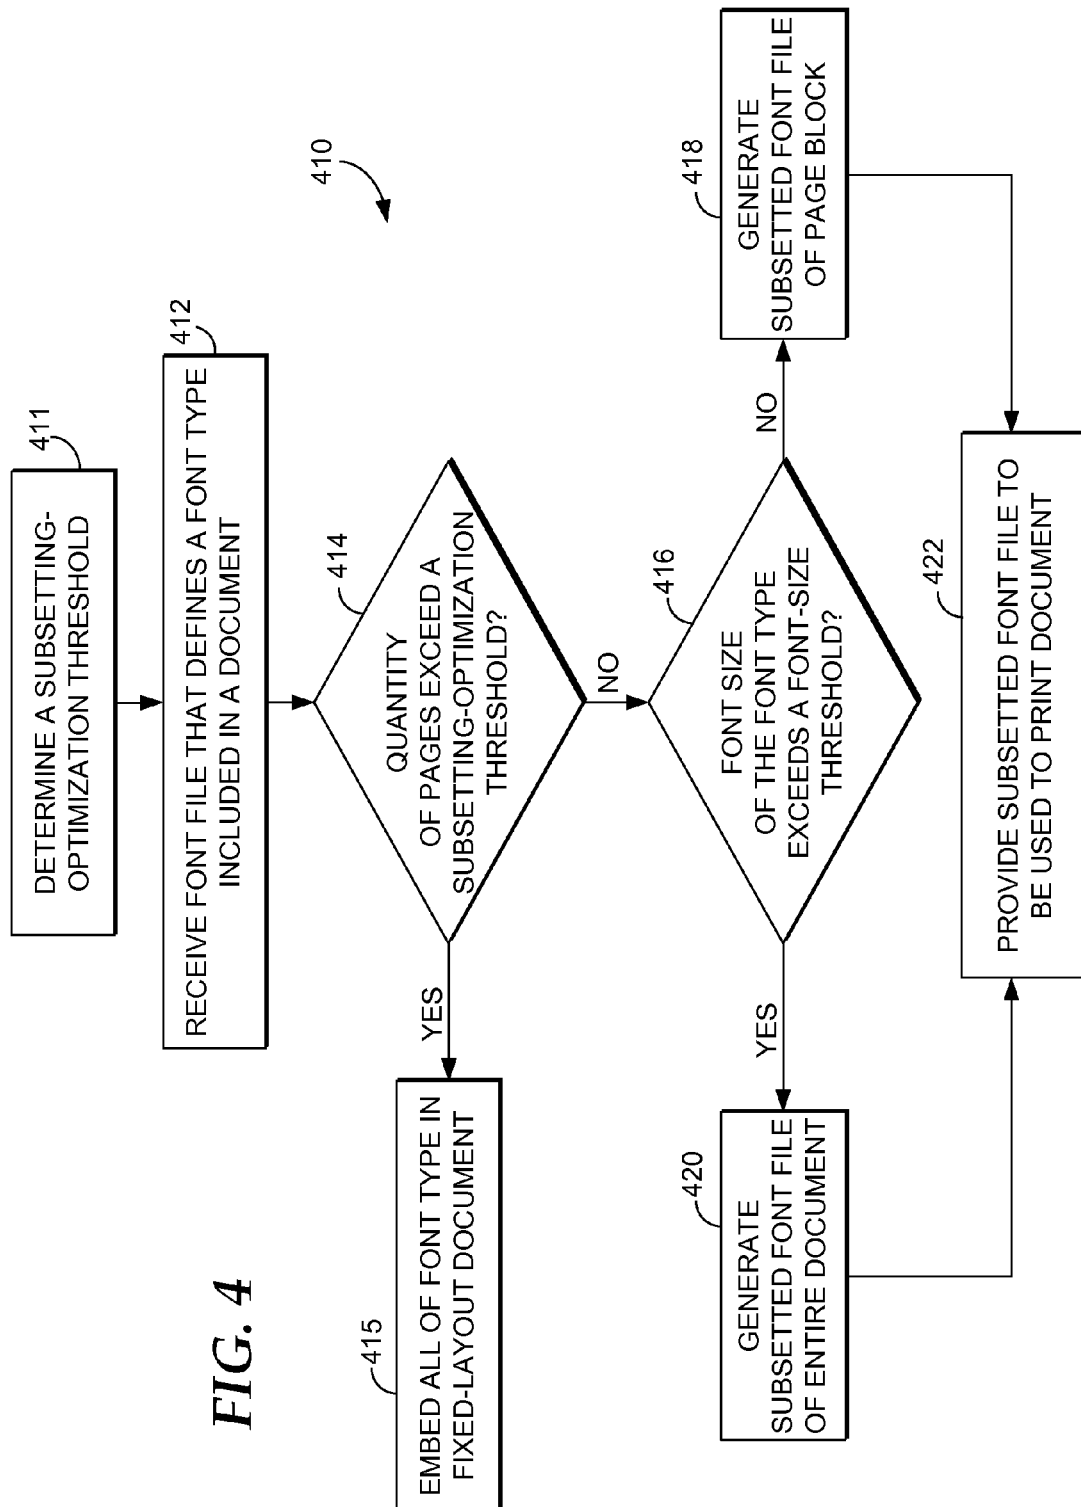 410
411
DETERMINE A SUBSETTING-
OPTIMIZATION THRESHOLD
412
RECEIVE FONT FILE THAT DEFINES A FONT TYPE
INCLUDED IN A DOCUMENT
414
QUANTITY
OF PAGES EXCEED A
SUBSETTING-OPTIMIZATION
THRESHOLD?
YES
NO
415
EMBED ALL OF FONT TYPE IN
FIXED-LAYOUT DOCUMENT
416
FONT SIZE
OF THE FONT TYPE
EXCEEDS A FONT-SIZE
THRESHOLD?
YES
NO
420
GENERATE
SUBSETTED FONT FILE
OF ENTIRE DOCUMENT
418
GENERATE
SUBSETTED FONT FILE
OF PAGE BLOCK
422
PROVIDE SUBSETTED FONT FILE TO
BE USED TO PRINT DOCUMENT
FIG. 4